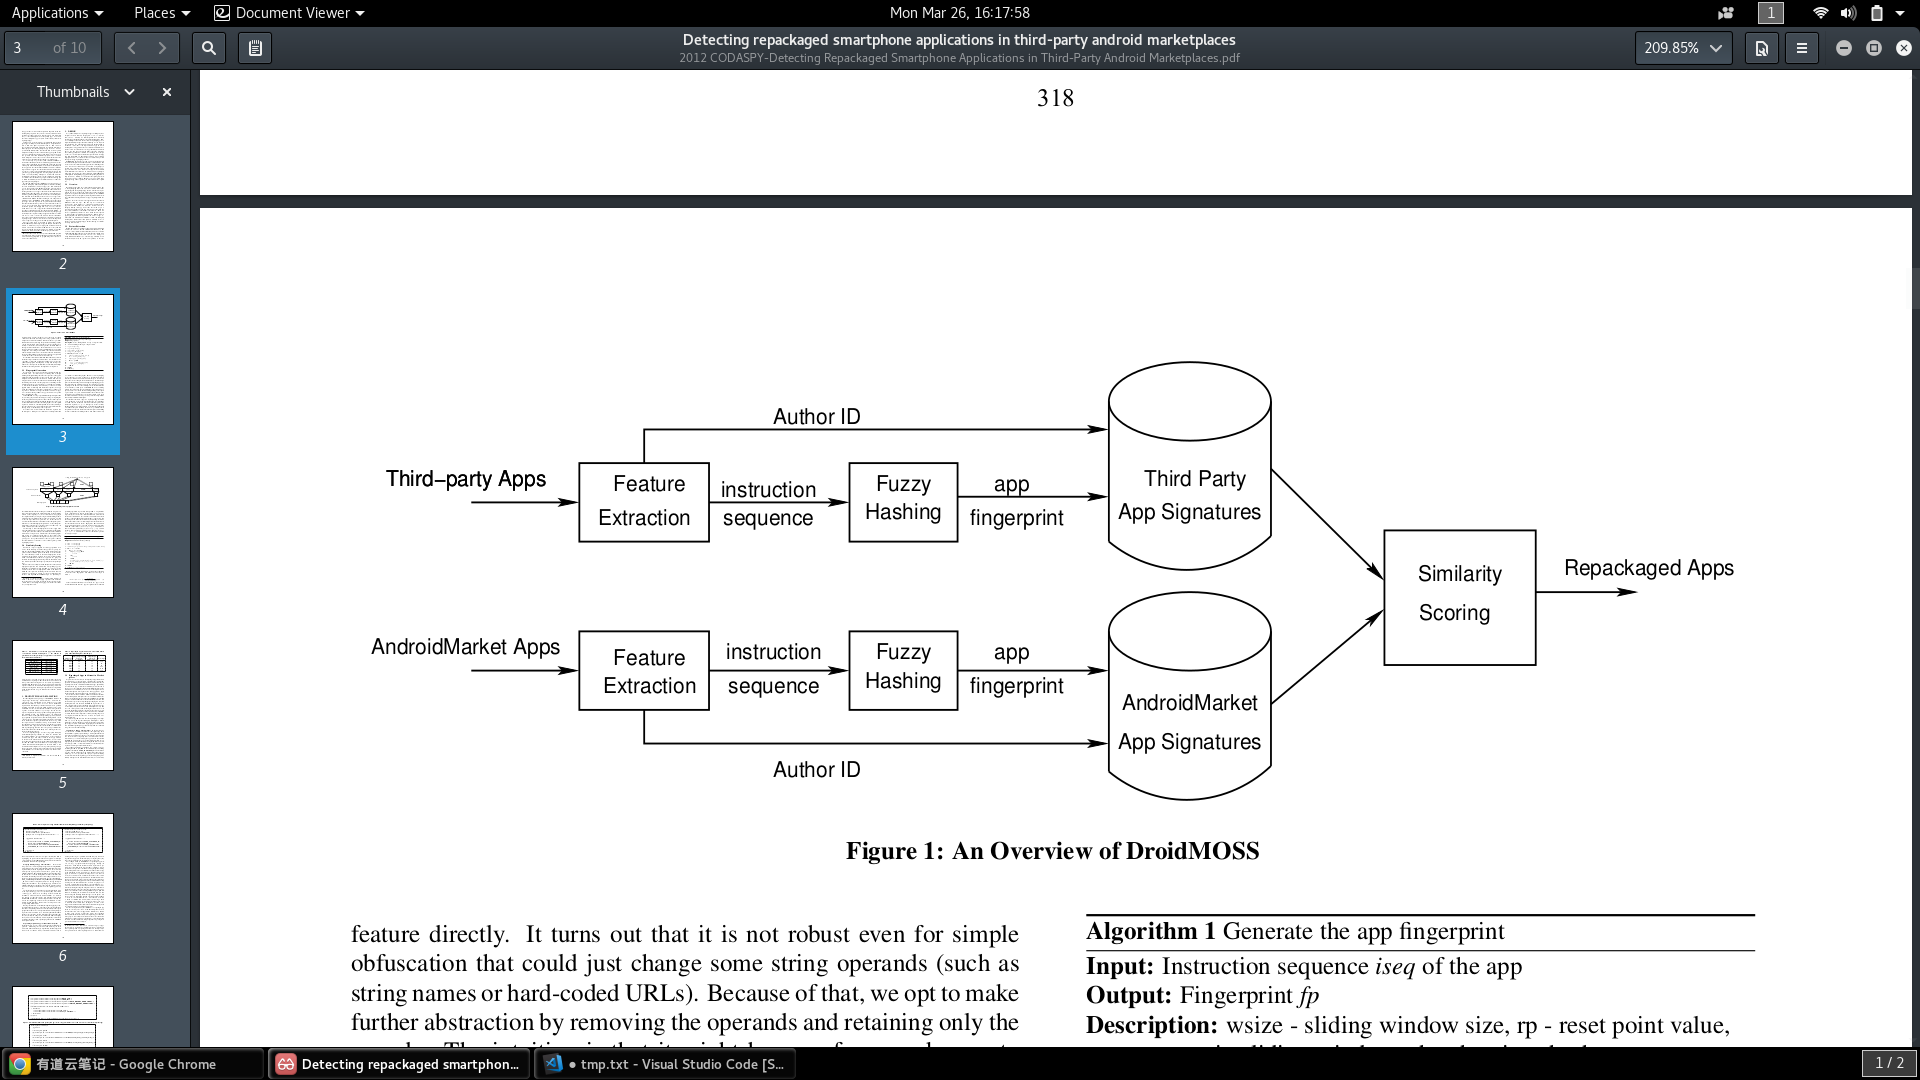 Applications
Places
Document Viewer
Mon Mar 26, 16:17:58
1
3
of 10
Detecting repackaged smartphone applications in third-party android marketplaces
2012 CODASPY-Detecting Repackaged Smartphone Applications in Third-Party Android Marketplaces.pdf
209.85%
Thumbnails
2
3
4
5
6
318
Author ID
Third–party Apps
Feature
Extraction
instruction
sequence
Fuzzy
Hashing
app
fingerprint
Third Party
App Signatures
AndroidMarket Apps
Feature
Extraction
instruction
sequence
Fuzzy
Hashing
app
fingerprint
AndroidMarket
App Signatures
Author ID
Similarity
Scoring
Repackaged Apps
Figure 1: An Overview of DroidMOSS
feature directly. It turns out that it is not robust even for simple
obfuscation that could just change some string operands (such as
string names or hard-coded URLs). Because of that, we opt to make
further abstraction by removing the operands and retaining only the
Algorithm 1 Generate the app fingerprint
Input: Instruction sequence iseq of the app
Output: Fingerprint fp
Description: wsize - sliding window size, rp - reset point value,
有道云笔记 - Google Chrome
Detecting repackaged smartphon...
● tmp.txt - Visual Studio Code [S...
1 / 2